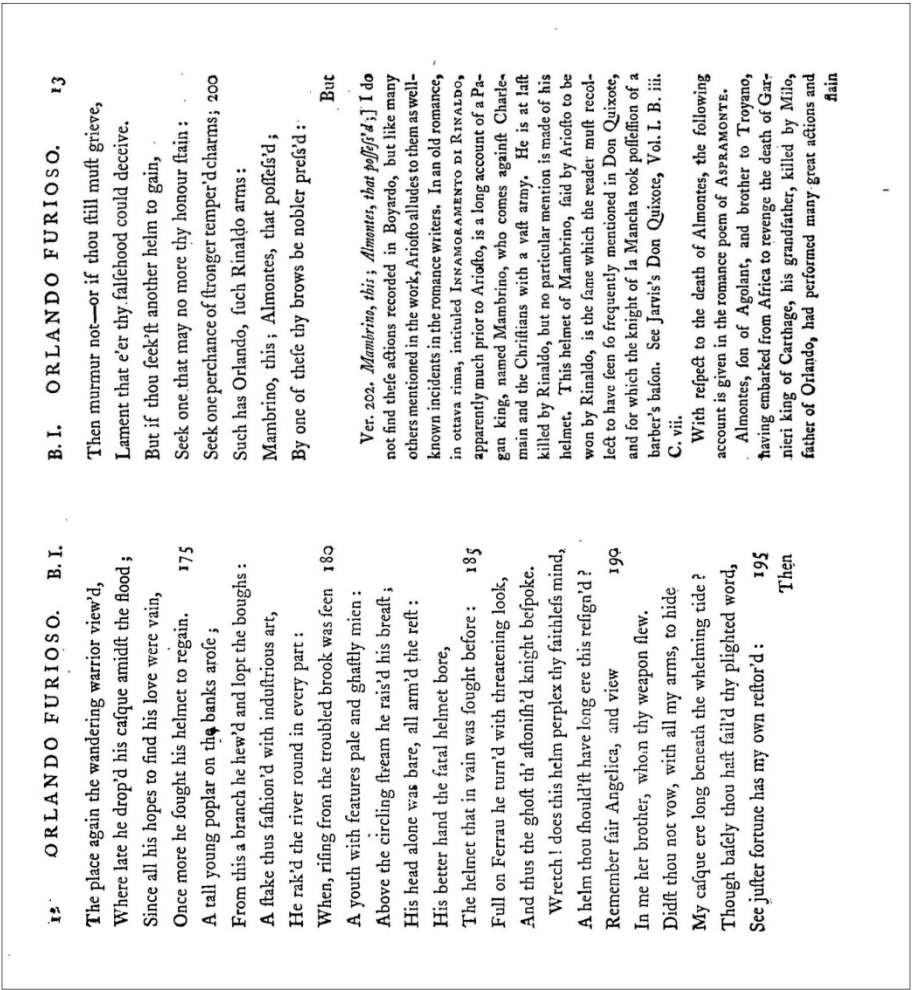 12 ORLANDO FURIOSO. B. I.
The place again the wandering warrior view'd,
Where late he drop'd his caſque amidſt the flood;
Since all his hopes to find his love were vain,
Once more he ſought his helmet to regain. 175
A tall young poplar on the banks aroſe;
From this a branch he hew'd and lopt the boughs:
A ſtake thus faſhion'd with induſtrious art,
He rak'd the river round in every part:
When, riſing from the troubled brook was ſeen 180
A youth with features pale and ghaſtly mien:
Above the circling ſtream he rais'd his breaſt;
His head alone was bare, all arm'd the reſt:
His better hand the fatal helmet bore,
The helmet that in vain was ſought before: 185
Full on Ferrau he turn'd with threatening look,
And thus the ghoſt th' aſtoniſh'd knight beſpoke.
Wretch! does this helm perplex thy faithleſs mind,
A helm thou ſhould'ſt have long ere this reſign'd?
Remember fair Angelica, and view 190
In me her brother, whom thy weapon ſlew.
Didſt thou not vow, with all my arms, to hide
My caſque ere long beneath the whelming tide?
Though baſely thou haſt fail'd thy plighted word,
See juſter fortune has my own reſtor'd: 195
Then
B. I. ORLANDO FURIOSO. 13
Then murmur not—or if thou ſtill muſt grieve,
Lament that e'er thy falſehood could deceive.
But if thou ſeek'ſt another helm to gain,
Seek one that may no more thy honour ſtain:
Seek one perchance of ſtronger temper'd charms; 200
Such has Orlando, ſuch Rinaldo arms:
Mambrino, this; Almontes, that poſſeſs'd;
By one of theſe thy brows be nobler preſs'd:
But
Ver. 202. Mambrino, this; Almontes, that poſſeſs'd;] I do
not find theſe actions recorded in Boyardo, but like many
others mentioned in the work, Arioſto alludes to them as well-
known incidents in the romance writers. In an old romance,
in ottava rima, intituled INNAMORAMENTO DI RINALDO,
apparently much prior to Arioſto, is a long account of a Pa-
gan king, named Mambrino, who comes againſt Charle-
main and the Chriſtians with a vaſt army. He is at laſt
killed by Rinaldo, but no particular mention is made of his
helmet. This helmet of Mambrino, ſaid by Arioſto to be
won by Rinaldo, is the ſame which the reader muſt recol-
lect to have ſeen ſo frequently mentioned in Don Quixote,
and for which the knight of la Mancha took poſſeſſion of a
barber's baſon. See Jarvis's Don Quixote, Vol. I. B. iii.
C. vii.
With reſpect to the death of Almontes, the following
account is given in the romance poem of ASPRAMONTE.
Almontes, ſon of Agolant, and brother to Troyano,
having embarked from Africa to revenge the death of Gar-
nieri king of Carthage, his grandfather, killed by Milo,
father of Orlando, had performed many great actions and
ſlain